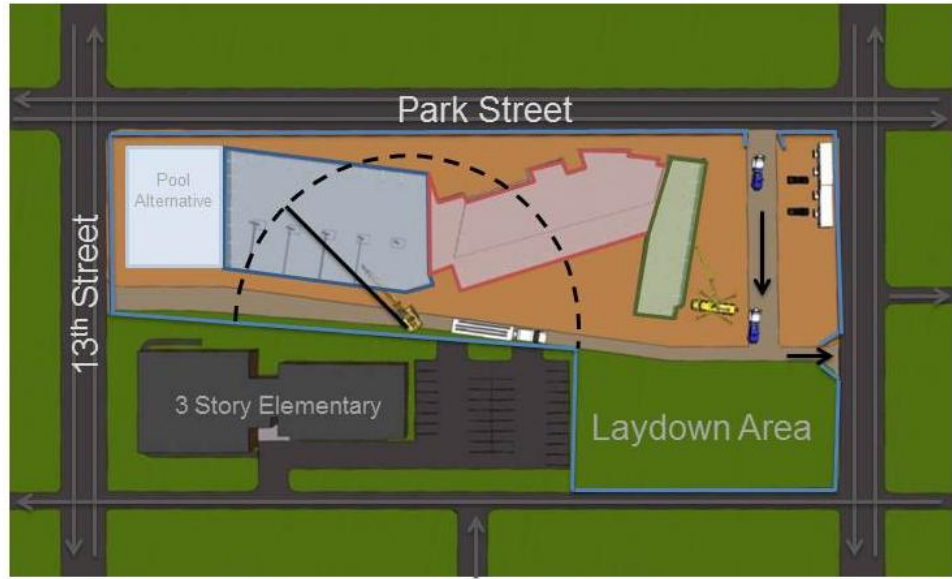 Park Street
Pool
Alternative
13th Street
3 Story Elementary
Laydown Area